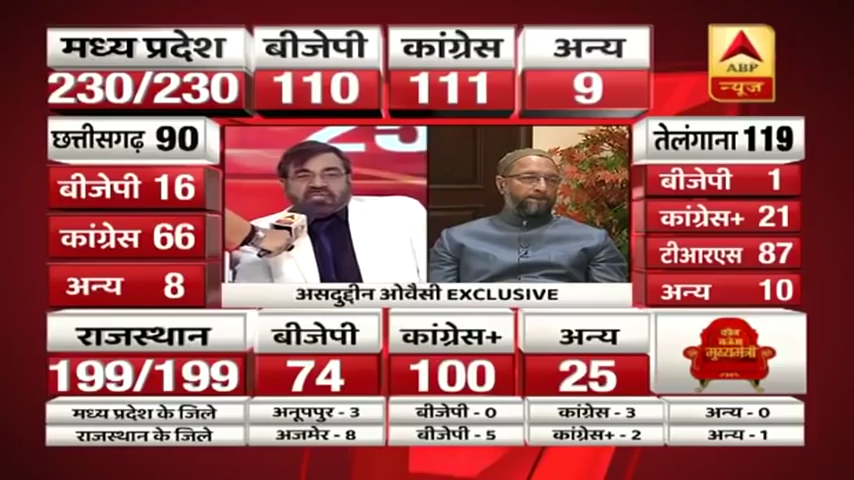 मध्य प्रदेश बीजेपी कांग्रेस अन्य
230/230 110 111 9
ABP
न्यूज़
छत्तीसगढ़ 90
बीजेपी 16
कांग्रेस 66
अन्य 8
25
तेलंगाना 119
बीजेपी 1
कांग्रेस+ 21
टीआरएस 87
अन्य 10
असदुद्दीन ओवैसी EXCLUSIVE
राजस्थान बीजेपी कांग्रेस+ अन्य
199/199 74 100 25
कौन
बनेगा
मुख्यमंत्री
मध्य प्रदेश के जिले अनूपपुर - 3 बीजेपी - 0 कांग्रेस - 3 अन्य - 0
राजस्थान के जिले अजमेर - 8 बीजेपी - 5 कांग्रेस+ - 2 अन्य - 1